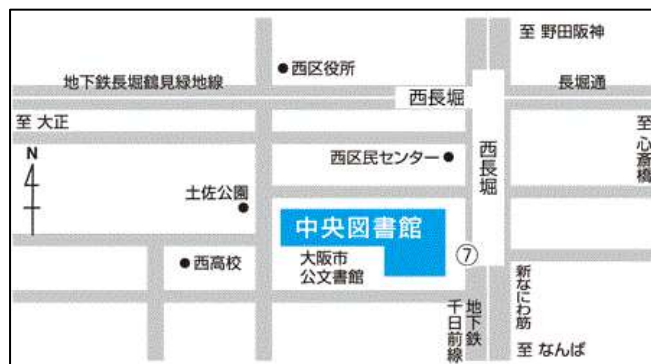 至 野田阪神
西区役所
地下鉄長堀鶴見緑地線
西長堀
長堀通
至 大正
至 心斎橋
N
西区民センター
西長堀
土佐公園
中央図書館
西高校
大阪市
公文書館
⑦
地下鉄
千日前線
新なにわ筋
至 なんば